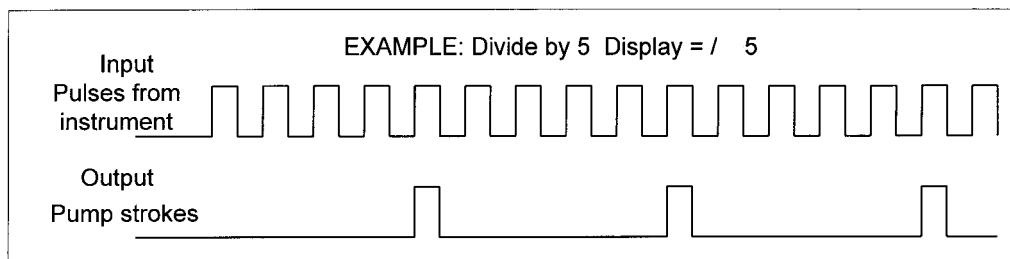 EXAMPLE: Divide by 5 Display = / 5
Input
Pulses from
instrument
Output
Pump strokes